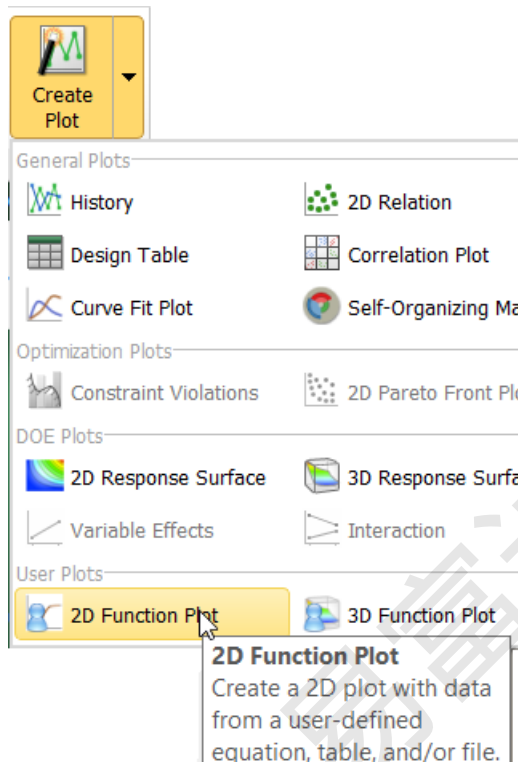 Create
Plot
General Plots
History
2D Relation
Design Table
Correlation Plot
Curve Fit Plot
Self-Organizing Ma
Optimization Plots
Constraint Violations
2D Pareto Front Plo
DOE Plots
2D Response Surface
3D Response Surfa
Variable Effects
Interaction
User Plots
2D Function Plot
3D Function Plot
2D Function Plot
Create a 2D plot with data
from a user-defined
equation, table, and/or file.
易富